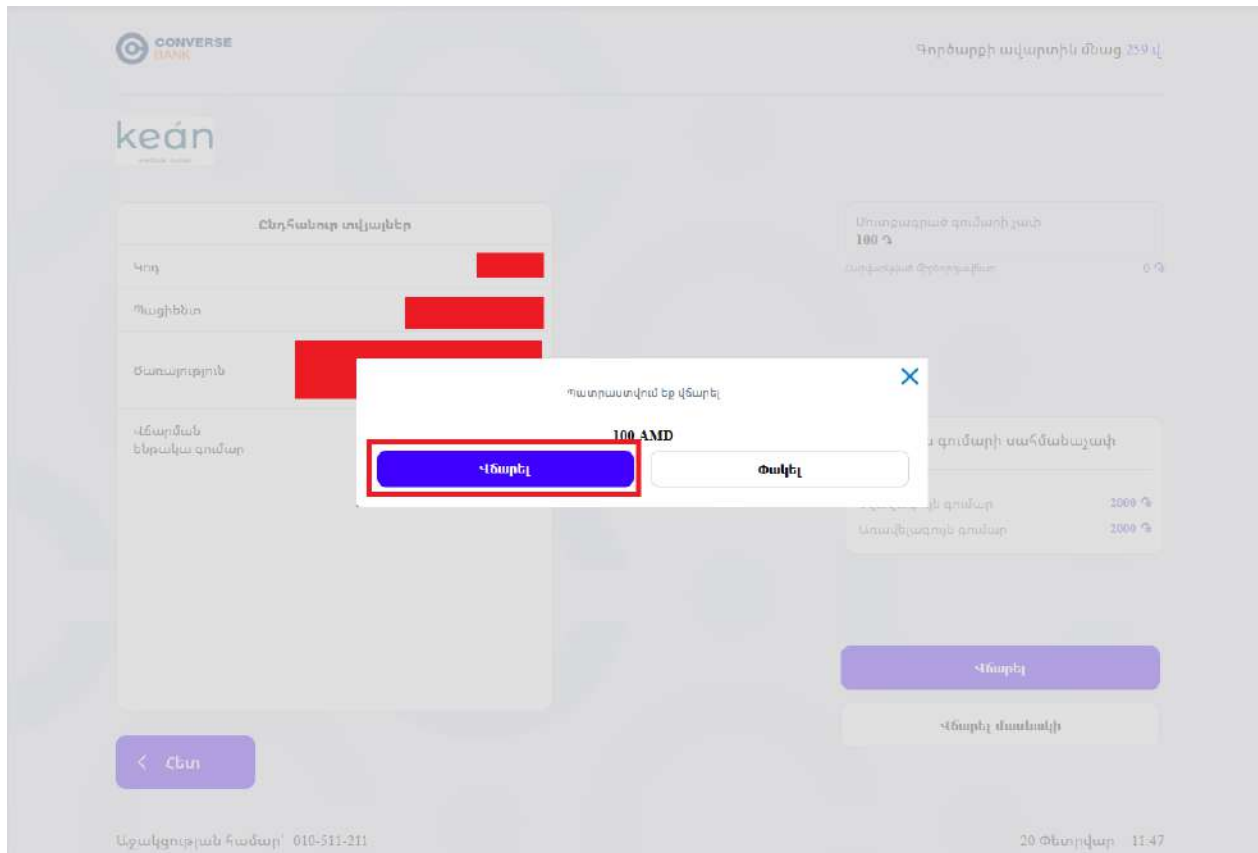 CONVERSE
BANK
Գործարքի ավարտին մնաց 259 վ
keán
Ընդհանուր տվյալներ
Կոդ
Պացիենտ
Ծառայություն
Վճարման
ենթակա գումար
Մուտքագրած գումարի չափ
100 ֏
0 ֏
Պատրաստվում եք վճարել
100 AMD
Վճարել
Փակել
գումարի սահմանաչափ
գումար 2000 ֏
Առավելագույն գումար 2000 ֏
Վճարել
Վճարել մասնակի
Հետ
Աջակցության համար՝ 010-511-211
20 Փետրվար 11:47